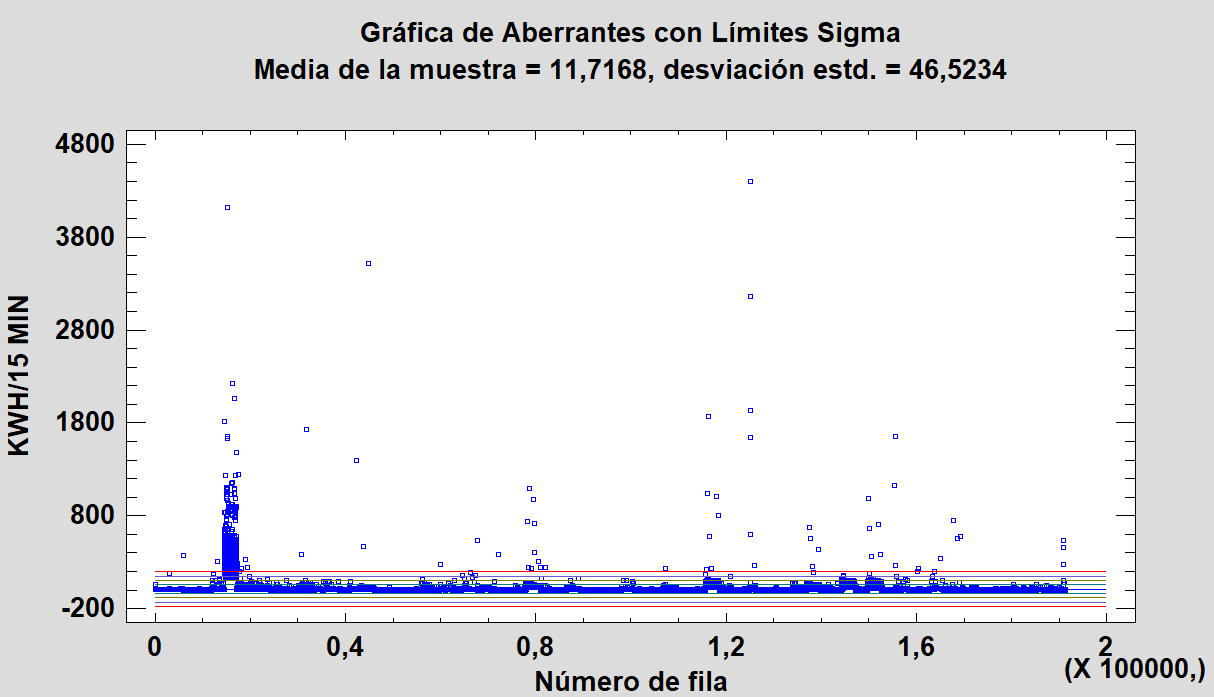 Gráfica de Aberrantes con Límites Sigma
Media de la muestra = 11,7168, desviación estd. = 46,5234
4800
3800
2800
1800
800
-200
KWH/15 MIN
0 0,4 0,8 1,2 1,6 2
(X 100000,)
Número de fila